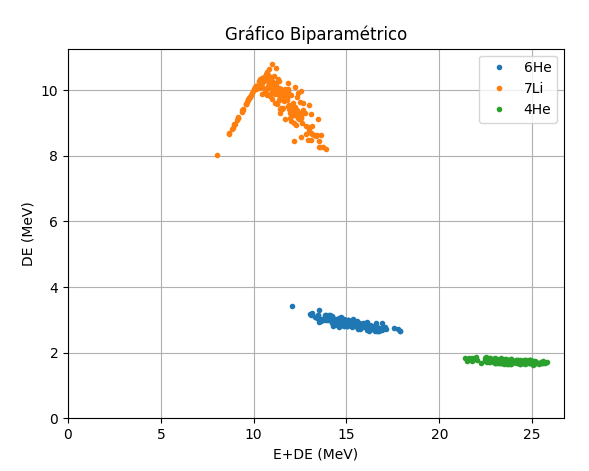 Gráfico Biparamétrico
6He
7Li
4He
DE (MeV)
10
8
6
4
2
0
0 5 10 15 20 25
E+DE (MeV)